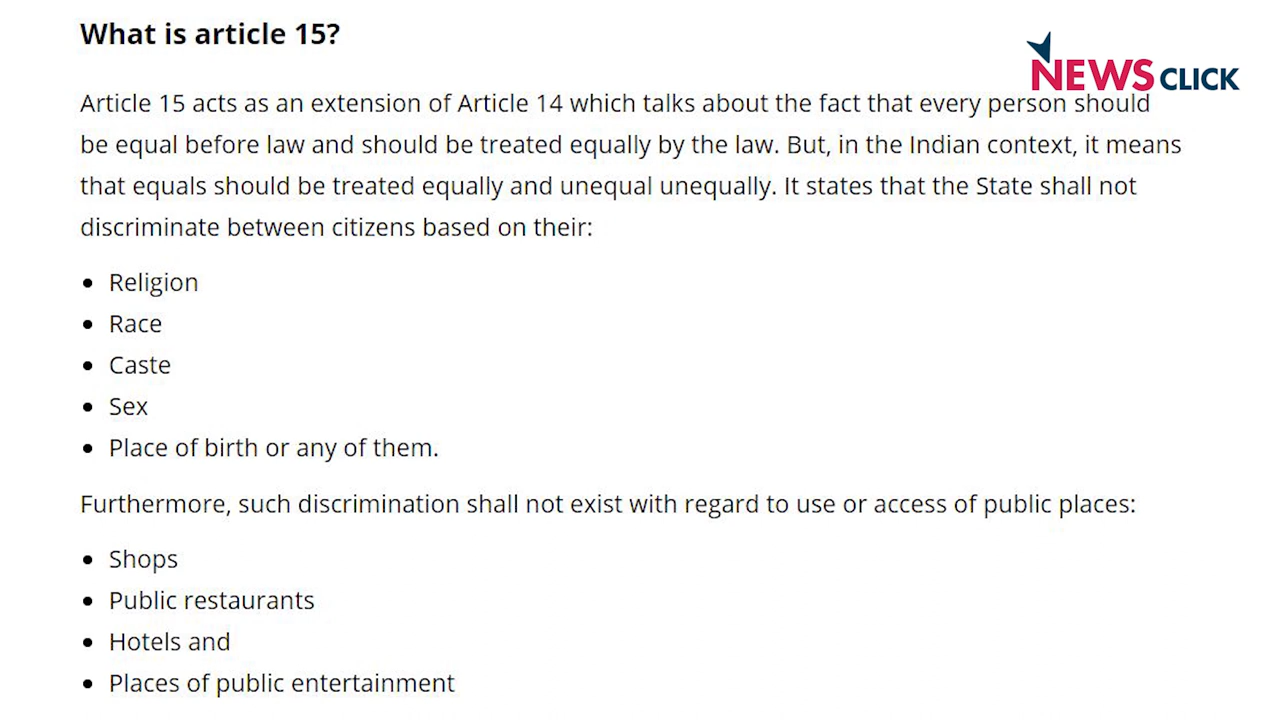 What is article 15?
NEWS CLICK
Article 15 acts as an extension of Article 14 which talks about the fact that every person should
be equal before law and should be treated equally by the law. But, in the Indian context, it means
that equals should be treated equally and unequal unequally. It states that the State shall not
discriminate between citizens based on their:
• Religion
• Race
• Caste
• Sex
• Place of birth or any of them.
Furthermore, such discrimination shall not exist with regard to use or access of public places:
• Shops
• Public restaurants
• Hotels and
• Places of public entertainment